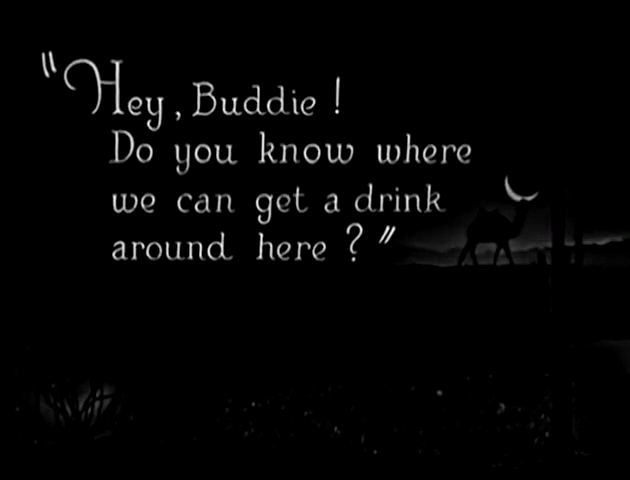 "Hey, Buddie!
Do you know where
we can get a drink
around here?"